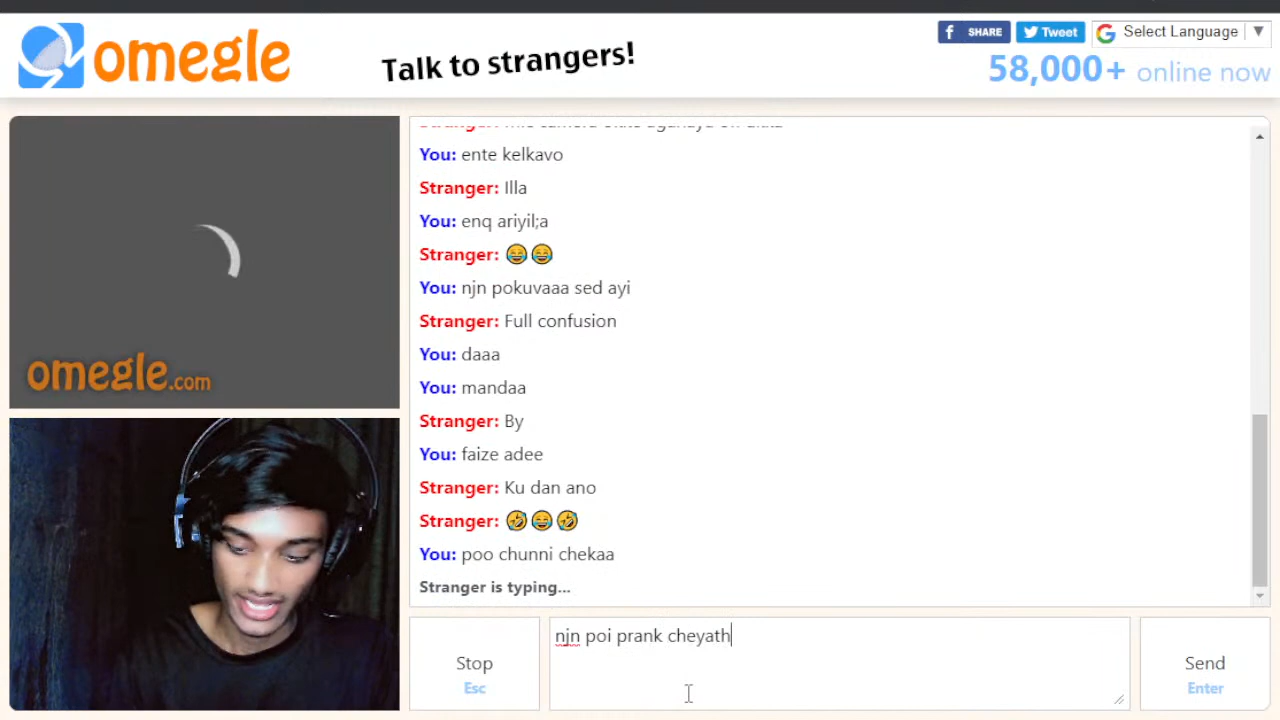 omegle
Talk to strangers!
f SHARE
Tweet
G Select Language ▼
58,000+ online now
You: ente kelkavo
Stranger: Illa
You: enq ariyil;a
Stranger: 😂😂
You: njn pokuvaaa sed ayi
Stranger: Full confusion
You: daaa
You: mandaa
Stranger: By
You: faize adee
Stranger: Ku dan ano
Stranger: 🤣😂🤣
You: poo chunni chekaa
Stranger is typing...
omegle.com
Stop
Esc
njn poi prank cheyath
Send
Enter